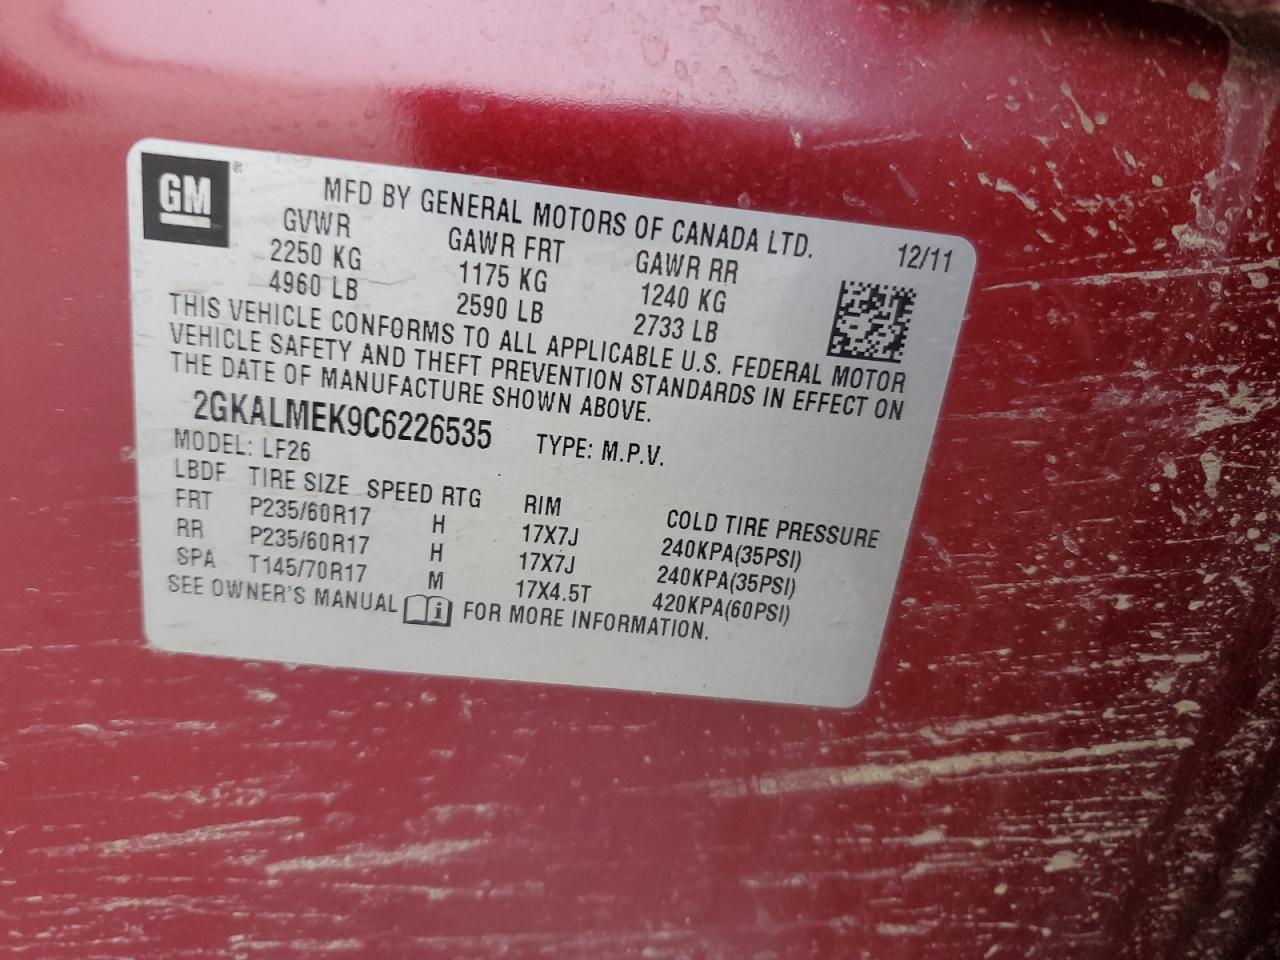 GM®
MFD BY GENERAL MOTORS OF CANADA LTD. 12/11
GVWR GAWR FRT GAWR RR
2250 KG 1175 KG 1240 KG
4960 LB 2590 LB 2733 LB
THIS VEHICLE CONFORMS TO ALL APPLICABLE U.S. FEDERAL MOTOR
VEHICLE SAFETY AND THEFT PREVENTION STANDARDS IN EFFECT ON
THE DATE OF MANUFACTURE SHOWN ABOVE.
2GKALMEK9C6226535 TYPE: M.P.V.
MODEL: LF26
LBDF TIRE SIZE SPEED RTG RIM COLD TIRE PRESSURE
FRT P235/60R17 H 17X7J 240KPA(35PSI)
RR P235/60R17 H 17X7J 240KPA(35PSI)
SPA T145/70R17 M 17X4.5T 420KPA(60PSI)
SEE OWNER'S MANUAL i FOR MORE INFORMATION.